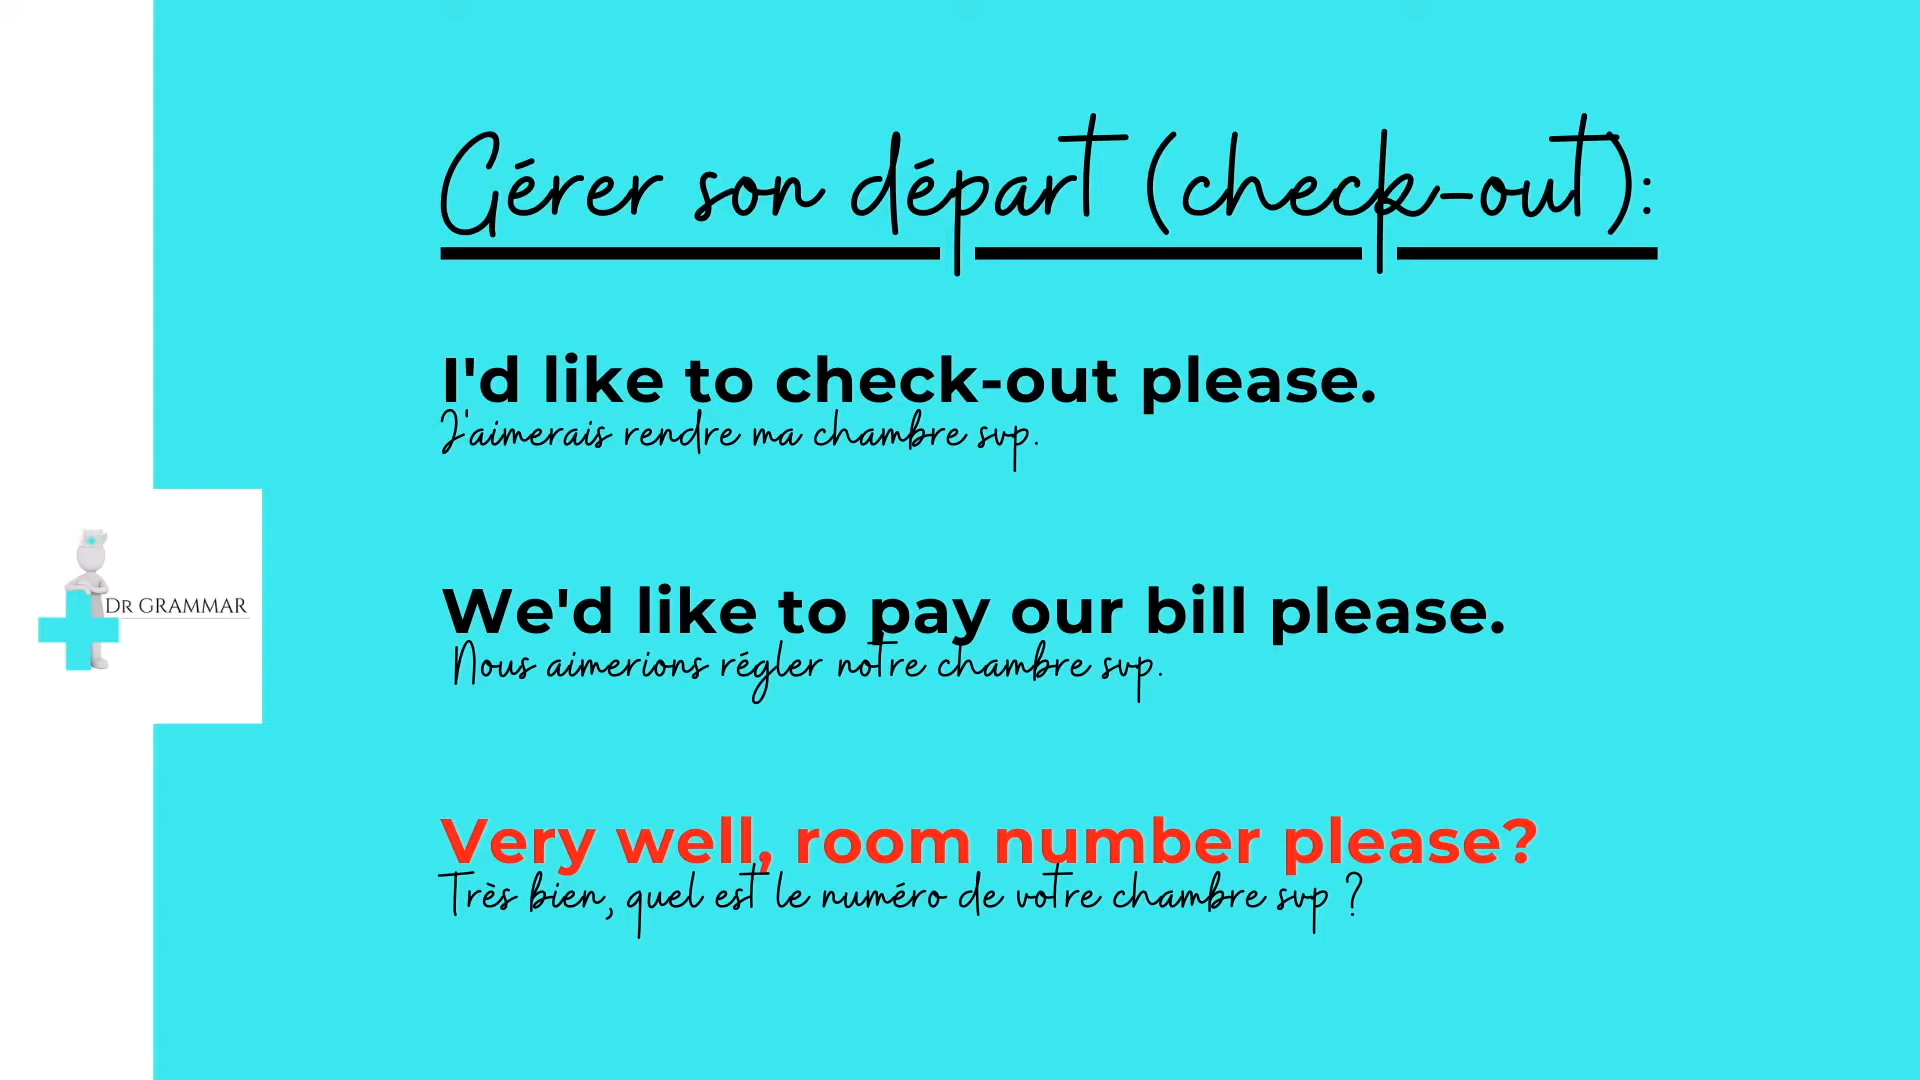 Gérer son départ (check-out):
I'd like to check-out please.
J'aimerais rendre ma chambre svp.
We'd like to pay our bill please.
Nous aimerions régler notre chambre svp.
DR GRAMMAR
Very well, room number please?
Très bien, quel est le numéro de votre chambre svp ?